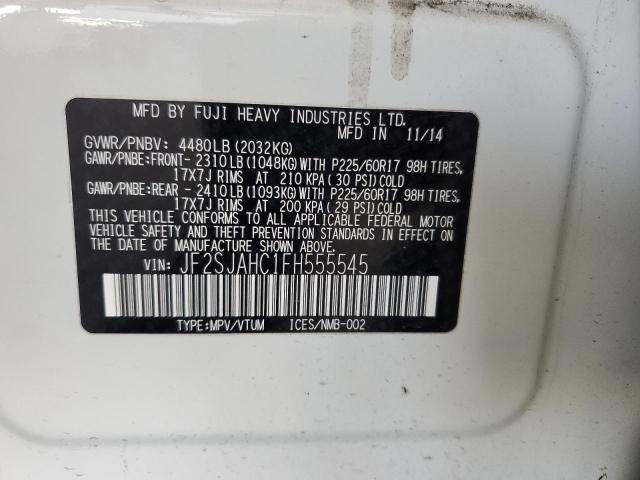 MFD BY FUJI HEAVY INDUSTRIES LTD.
MFD IN 11/14
GVWR/PNBV: 4480LB (2032KG)
GAWR/PNBE:FRONT- 2310LB (1048KG) WITH P225/60R17 98H TIRES,
17X7J RIMS AT 210 KPA (30 PSI) COLD
GAWR/PNBE:REAR - 2410LB (1093KG) WITH P225/60R17 98H TIRES,
17X7J RIMS AT 200 KPA (29 PSI) COLD
THIS VEHICLE CONFORMS TO ALL APPLICABLE FEDERAL MOTOR
VEHICLE SAFETY AND THEFT PREVENTION STANDARDS IN EFFECT ON
THE DATE OF MANUFACTURE SHOWN ABOVE.
VIN: JF2SJAHC1FH555545
TYPE:MPV/VTUM ICES/NMB-002